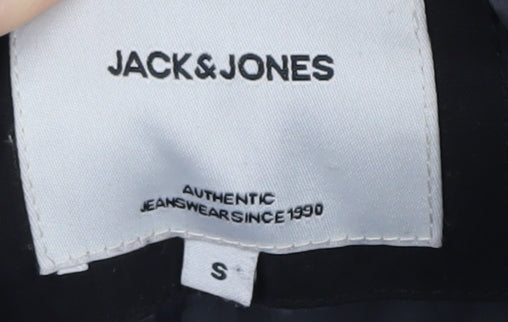 JACK&JONES
AUTHENTIC
JEANSWEAR SINCE 1990
S